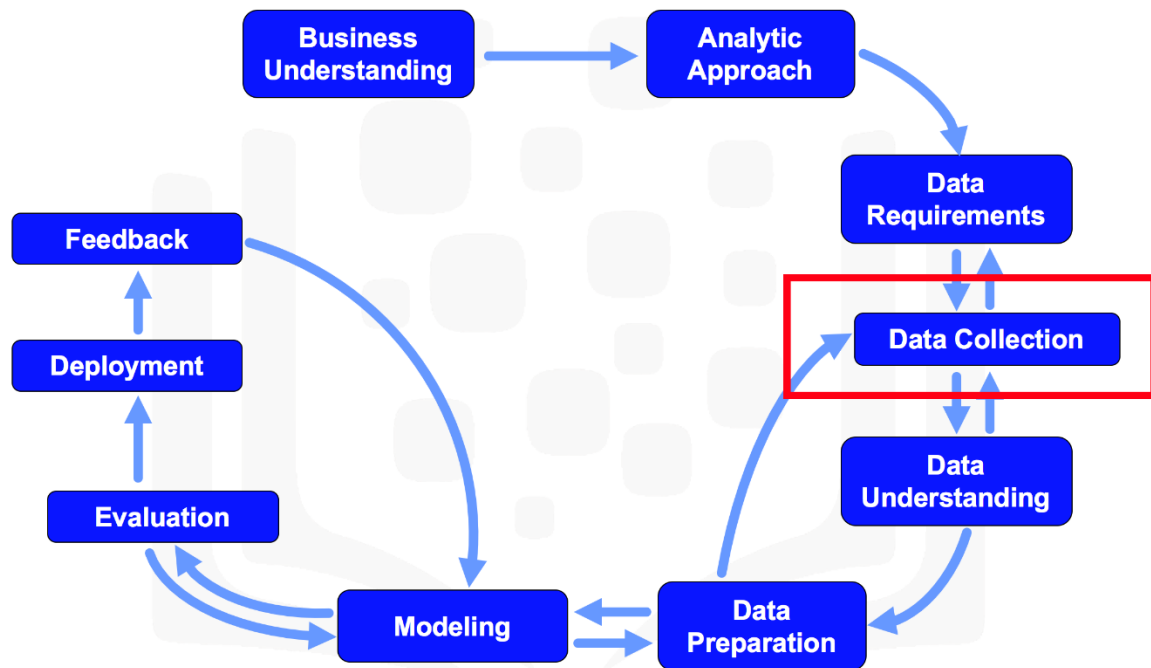 Business
Understanding
Analytic
Approach
Data
Requirements
Data Collection
Data
Understanding
Data
Preparation
Modeling
Evaluation
Deployment
Feedback